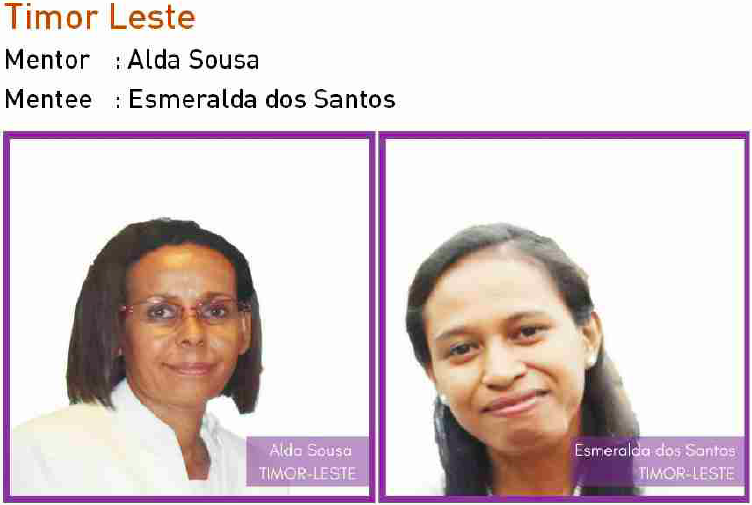 Timor Leste
Mentor : Alda Sousa
Mentee : Esmeralda dos Santos
Alda Sousa
TIMOR-LESTE
Esmeralda dos Santos
TIMOR-LESTE